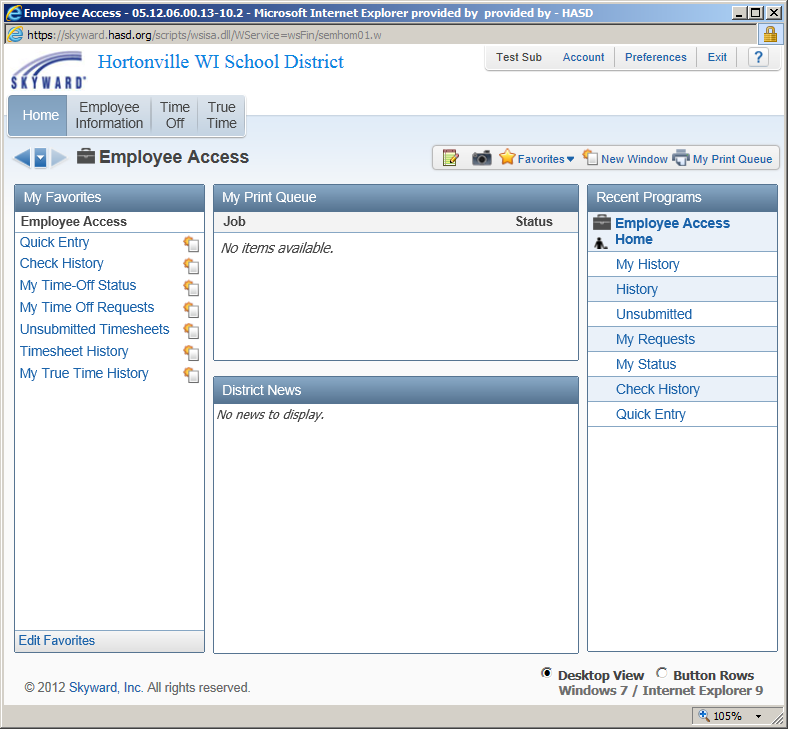 Employee Access - 05.12.06.00.13-10.2 - Microsoft Internet Explorer provided by provided by - HASD
https://skyward.hasd.org/scripts/wsisa.dll/WService=wsFin/semhom01.w
SKYWARD®
Hortonville WI School District
Test Sub Account Preferences Exit ?
Home
Employee
Information
Time
Off
True
Time
Employee Access
Favorites New Window My Print Queue
My Favorites
Employee Access
Quick Entry
Check History
My Time-Off Status
My Time Off Requests
Unsubmitted Timesheets
Timesheet History
My True Time History
Edit Favorites
My Print Queue
Job Status
No items available.
District News
No news to display.
Recent Programs
Employee Access
Home
My History
History
Unsubmitted
My Requests
My Status
Check History
Quick Entry
© 2012 Skyward, Inc. All rights reserved.
Desktop View Button Rows
Windows 7 / Internet Explorer 9
105%